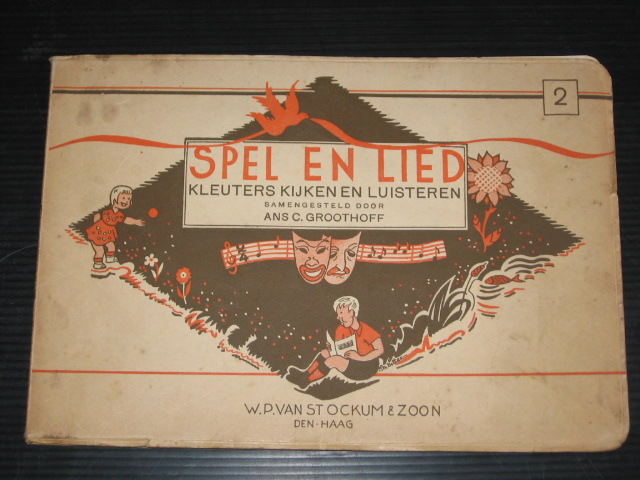 2
SPEL EN LIED
KLEUTERS KIJKEN EN LUISTEREN
SAMENGESTELD DOOR
ANS C. GROOTHOFF
W.P. VAN STOCKUM & ZOON
DEN-HAAG